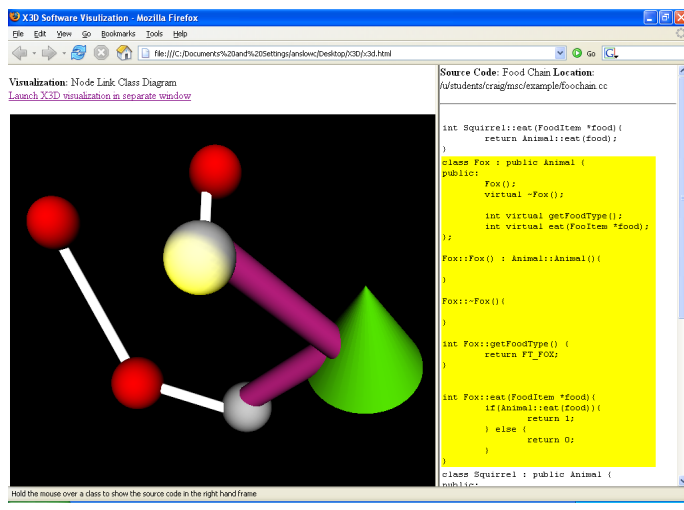 X3D Software Visulization - Mozilla Firefox
File Edit View Go Bookmarks Tools Help
file:///C:/Documents%20and%20Settings/anslowc/Desktop/X3D/x3d.html
Go
G
Visualization: Node Link Class Diagram
Launch X3D visualization in separate window
Source Code: Food Chain Location:
/u/students/craig/msc/example/foochain.cc
int Squirrel::eat(FoodItem *food){
return Animal::eat(food);
}
class Fox : public Animal {
public:
Fox();
virtual ~Fox();
int virtual getFoodType();
int virtual eat(FooItem *food);
};
Fox::Fox() : Animal::Animal(){
}
Fox::~Fox(){
}
int Fox::getFoodType() {
return FT_FOX;
}
int Fox::eat(FoodItem *food){
if(Animal::eat(food)){
return 1;
} else {
return 0;
}
}
class Squirrel : public Animal {
public:
Hold the mouse over a class to show the source code in the right hand frame